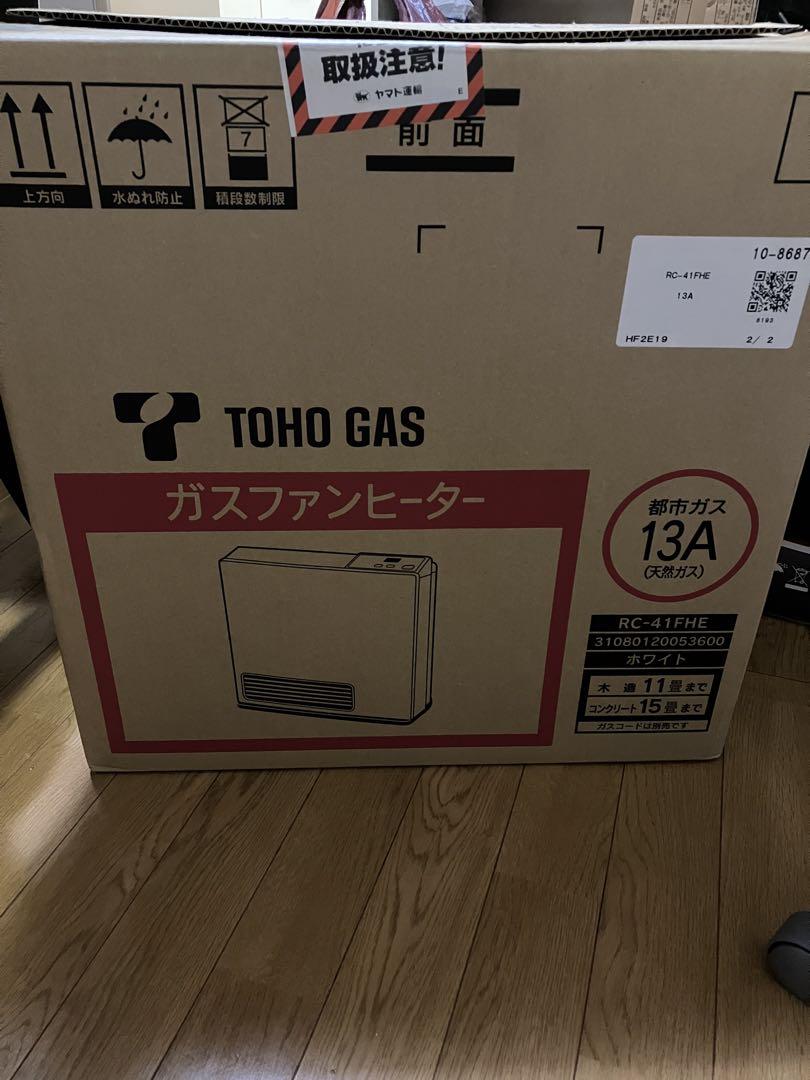 取扱注意!
ヤマト運輸
E
前面
7
上方向
水ぬれ防止
積段数制限
10-8687
RC-41FHE
13A
8193
HF2E19
2/ 2
TOHO GAS
ガスファンヒーター
都市ガス
13A
(天然ガス)
RC-41FHE
31080120053600
ホワイト
木造11畳まで
コンクリート15畳まで
ガスコードは別売です